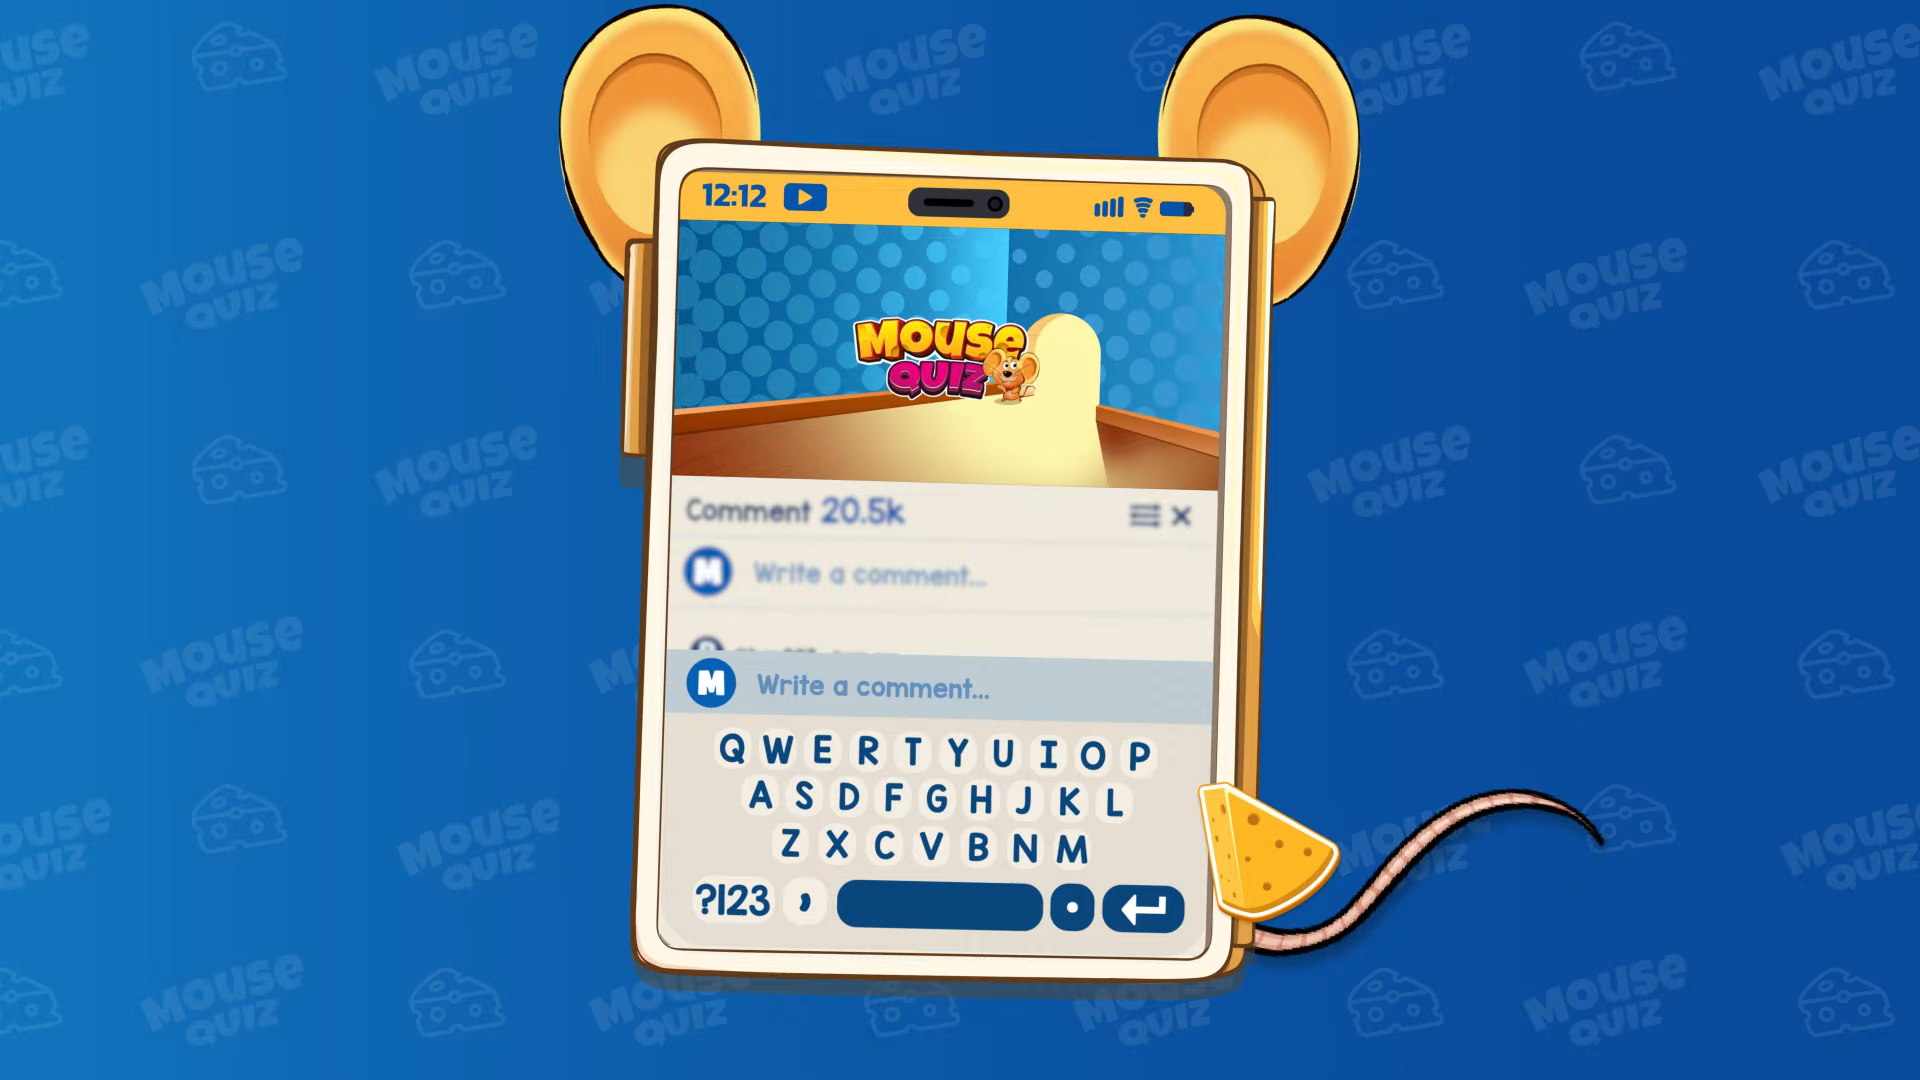 12:12
MOUSE
QUIZ
Comment 20.5k
M Write a comment...
M Write a comment...
Q W E R T Y U I O P
A S D F G H J K L
Z X C V B N M
?123 ,